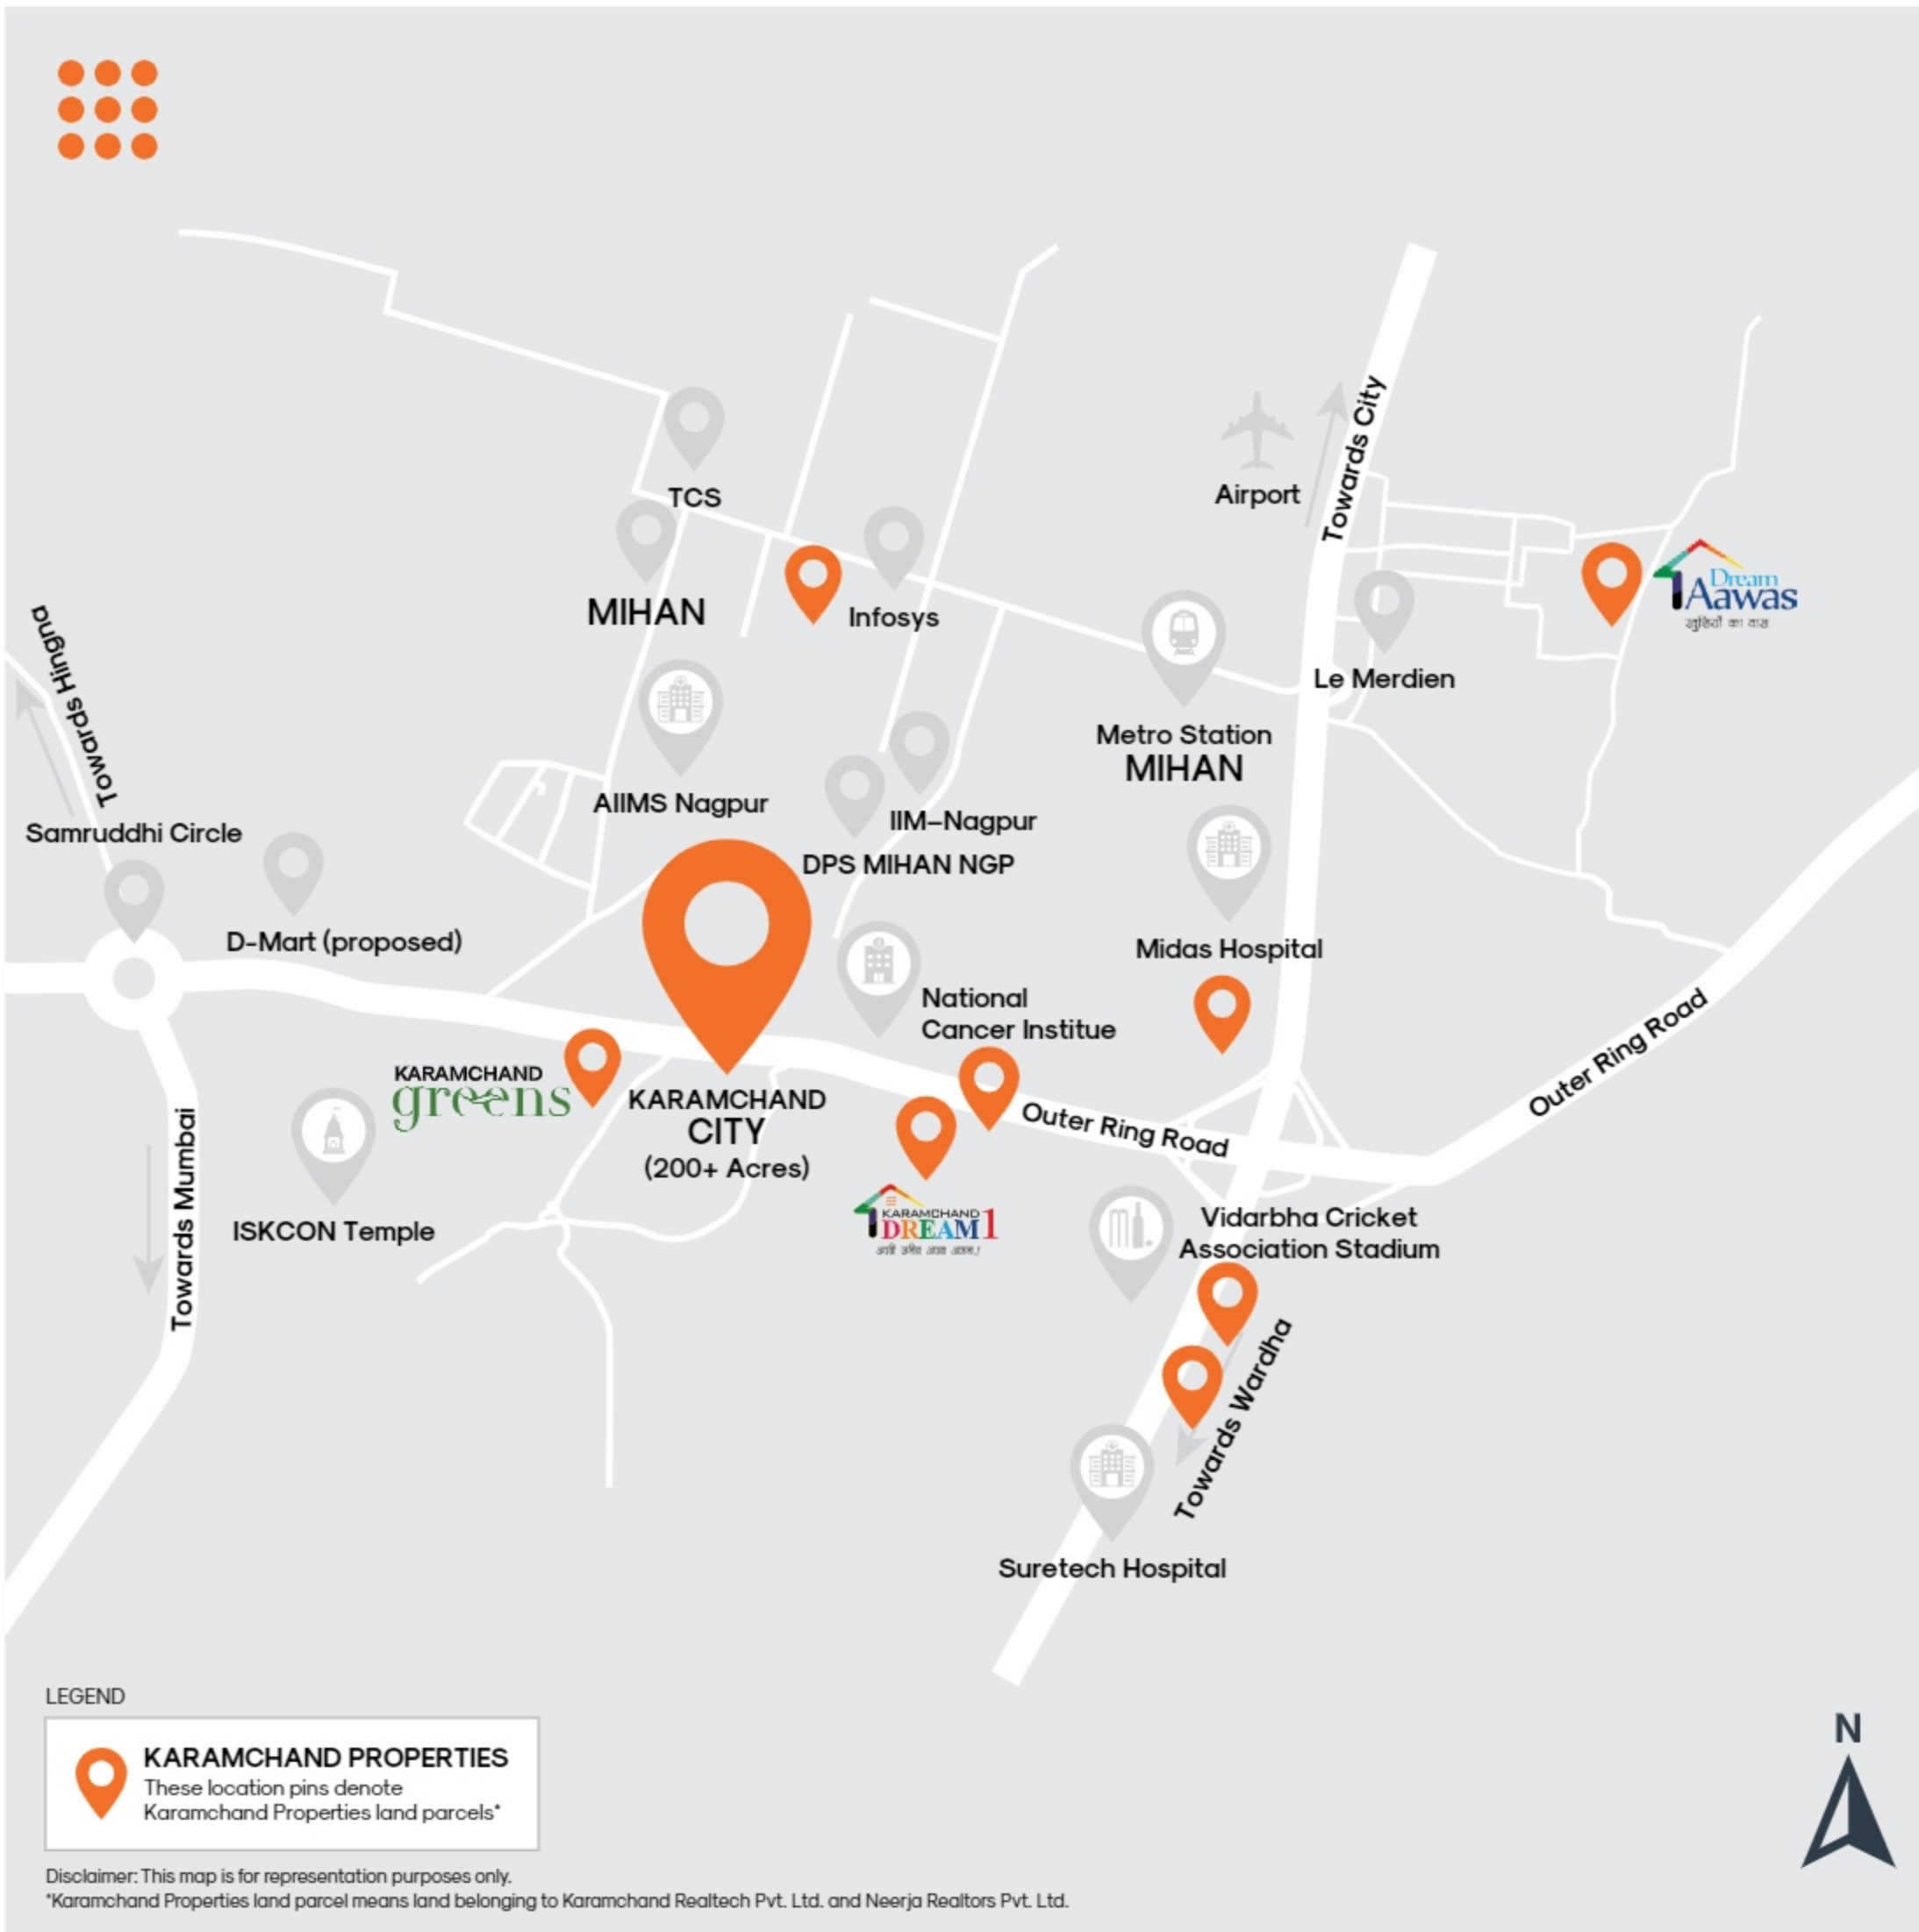 TCS
Airport
Towards City
MIHAN
Infosys
Dream
Aawas
खुशियों का वास
Towards Hingna
Le Merdien
Metro Station
MIHAN
AIIMS Nagpur
IIM–Nagpur
Samruddhi Circle
DPS MIHAN NGP
D-Mart (proposed)
Midas Hospital
National
Cancer Institue
Outer Ring Road
KARAMCHAND
greens
KARAMCHAND
CITY
(200+ Acres)
Outer Ring Road
Towards Mumbai
ISKCON Temple
KARAMCHAND
DREAM 1
Vidarbha Cricket
Association Stadium
Towards Wardha
Suretech Hospital
LEGEND
KARAMCHAND PROPERTIES
These location pins denote
Karamchand Properties land parcels*
N
Disclaimer: This map is for representation purposes only.
*Karamchand Properties land parcel means land belonging to Karamchand Realtech Pvt. Ltd. and Neerja Realtors Pvt. Ltd.